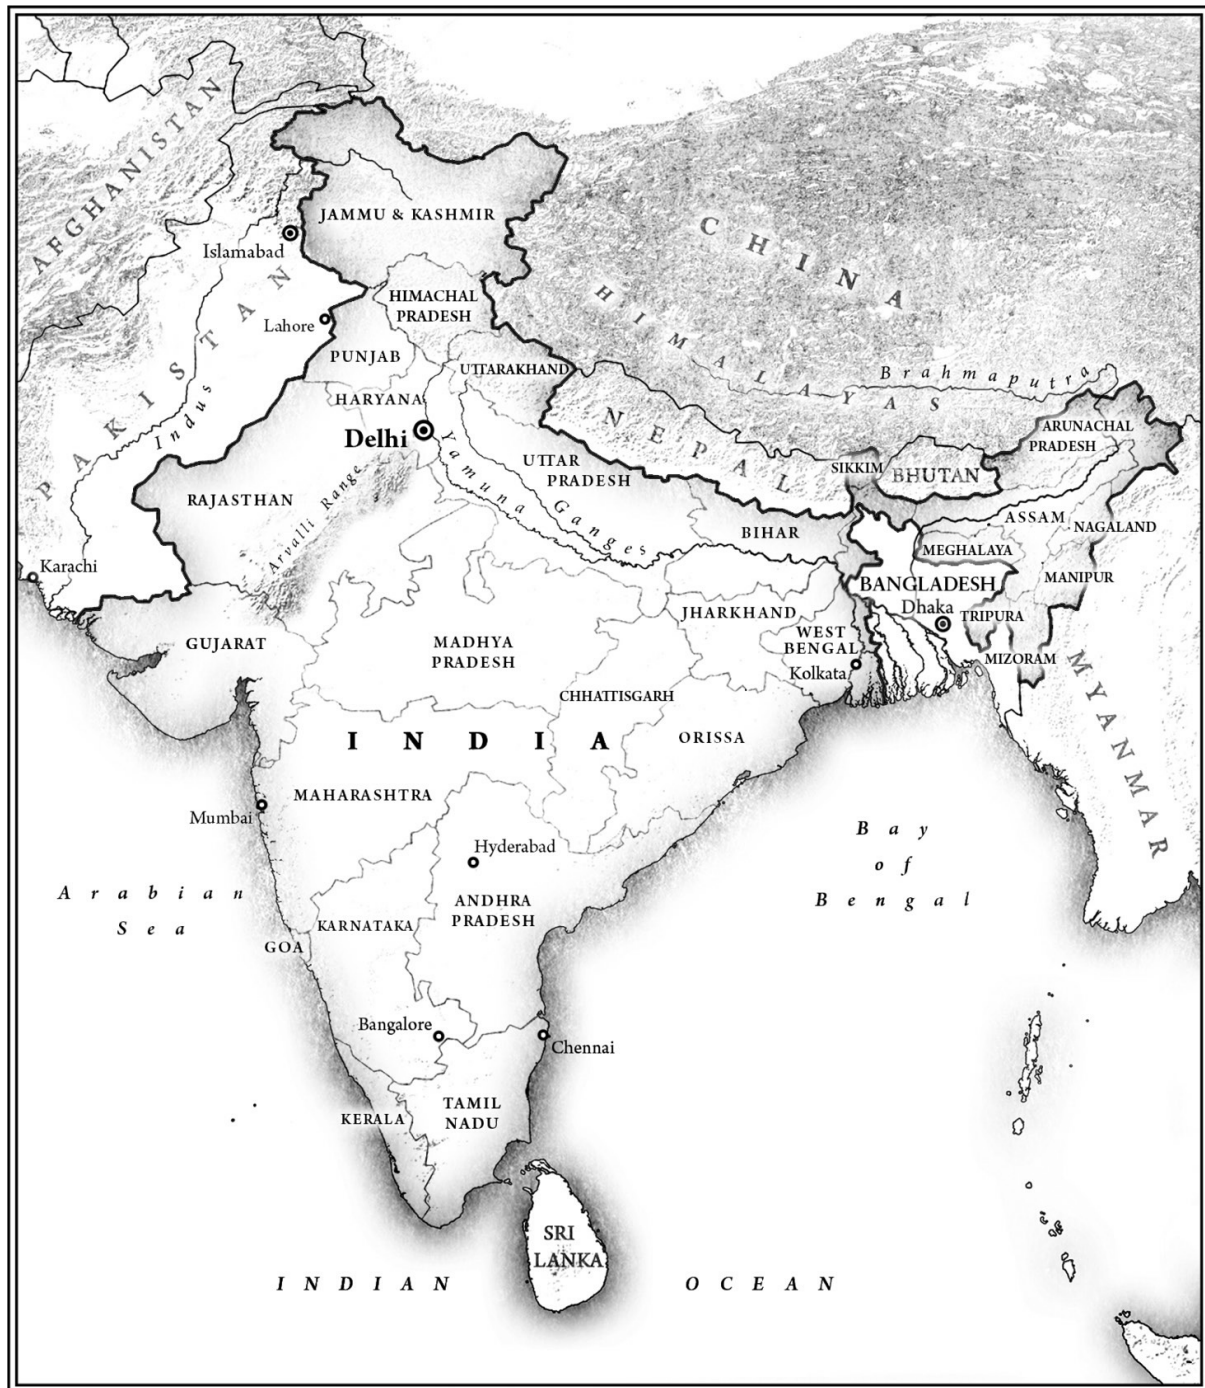 AFGHANISTAN
CHINA
JAMMU & KASHMIR
Islamabad
PAKISTAN
HIMALAYAS
HIMACHAL
PRADESH
Lahore
PUNJAB
UTTARAKHAND
Brahmaputra
Indus
HARYANA
Delhi
NEPAL
ARUNACHAL
PRADESH
Yamuna
UTTAR
PRADESH
SIKKIM
BHUTAN
RAJASTHAN
Arvalli Range
Ganges
BIHAR
ASSAM
NAGALAND
MEGHALAYA
Karachi
BANGLADESH
MANIPUR
Dhaka
JHARKHAND
TRIPURA
GUJARAT
MADHYA
PRADESH
WEST
BENGAL
MIZORAM
Kolkata
MYANMAR
CHHATTISGARH
INDIA
ORISSA
MAHARASHTRA
Mumbai
Hyderabad
Bay
of
Bengal
Arabian
Sea
ANDHRA
PRADESH
KARNATAKA
GOA
Bangalore
Chennai
TAMIL
NADU
KERALA
SRI
LANKA
INDIAN OCEAN